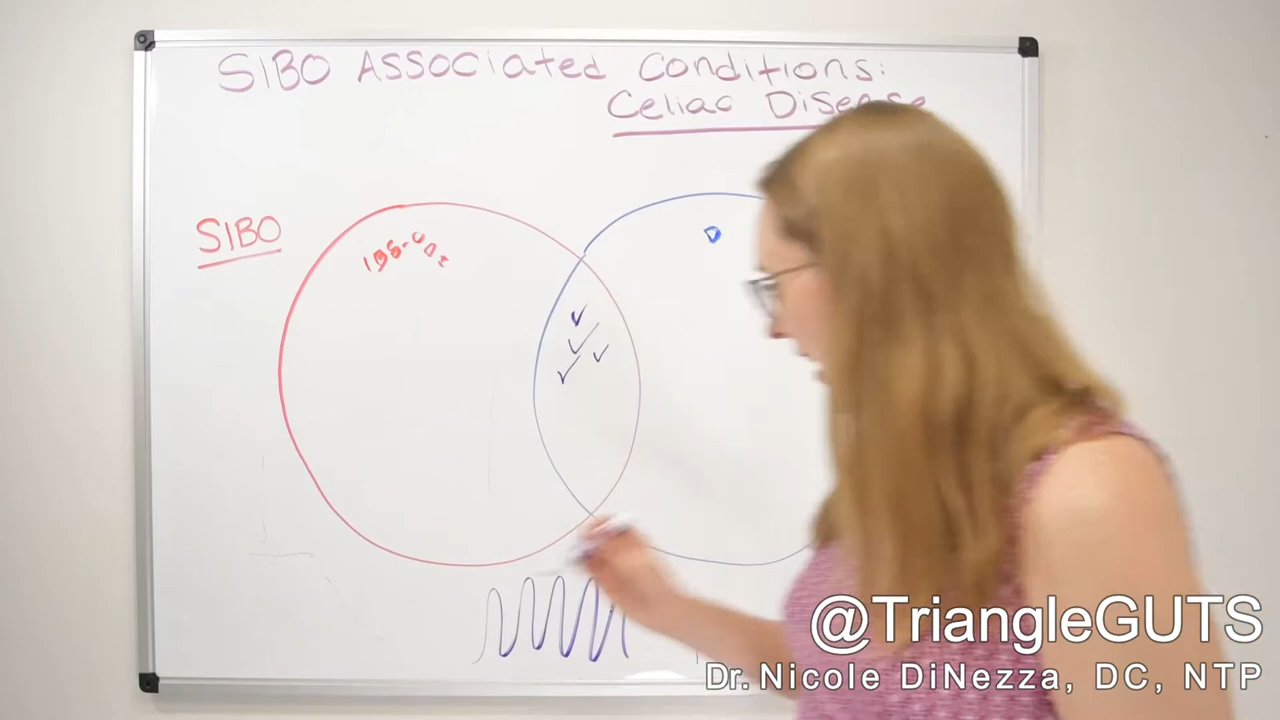 SIBO Associated Conditions:
Celiac Disease
SIBO
@TriangleGUTS
Dr. Nicole DiNezza, DC, NTP